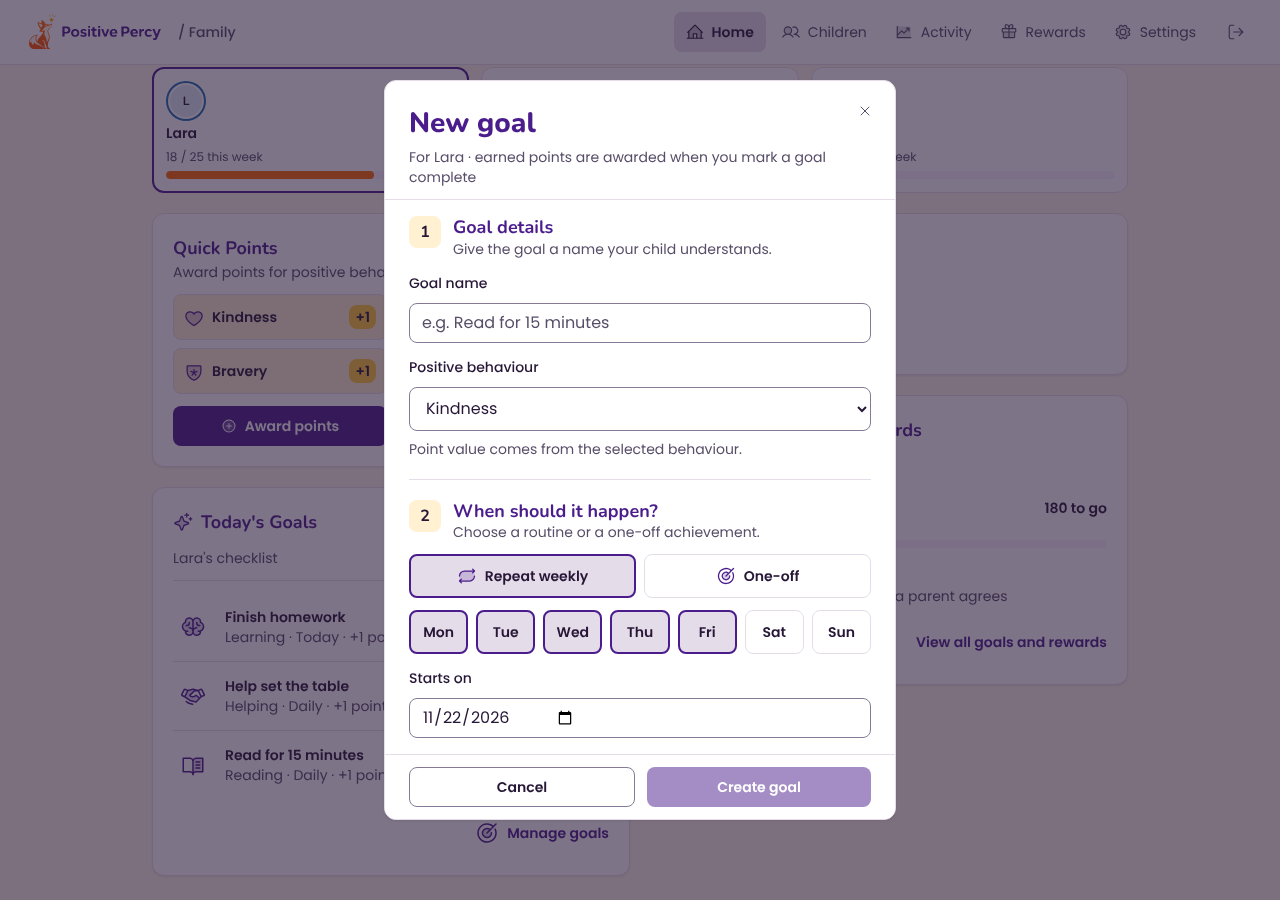 Positive Percy / Family
Home
Children
Activity
Rewards
Settings
L
Lara
18 / 25 this week
eek
Quick Points
Award points for positive beha
Kindness +1
Bravery +1
Award points
Today's Goals
Lara's checklist
Finish homework
Learning · Today · +1 po
Help set the table
Helping · Daily · +1 point
Read for 15 minutes
Reading · Daily · +1 poin
Manage goals
rds
180 to go
a parent agrees
View all goals and rewards
New goal
For Lara · earned points are awarded when you mark a goal
complete
1 Goal details
Give the goal a name your child understands.
Goal name
e.g. Read for 15 minutes
Positive behaviour
Kindness
Point value comes from the selected behaviour.
2 When should it happen?
Choose a routine or a one-off achievement.
Repeat weekly
One-off
Mon Tue Wed Thu Fri Sat Sun
Starts on
11/22/2026
Cancel
Create goal